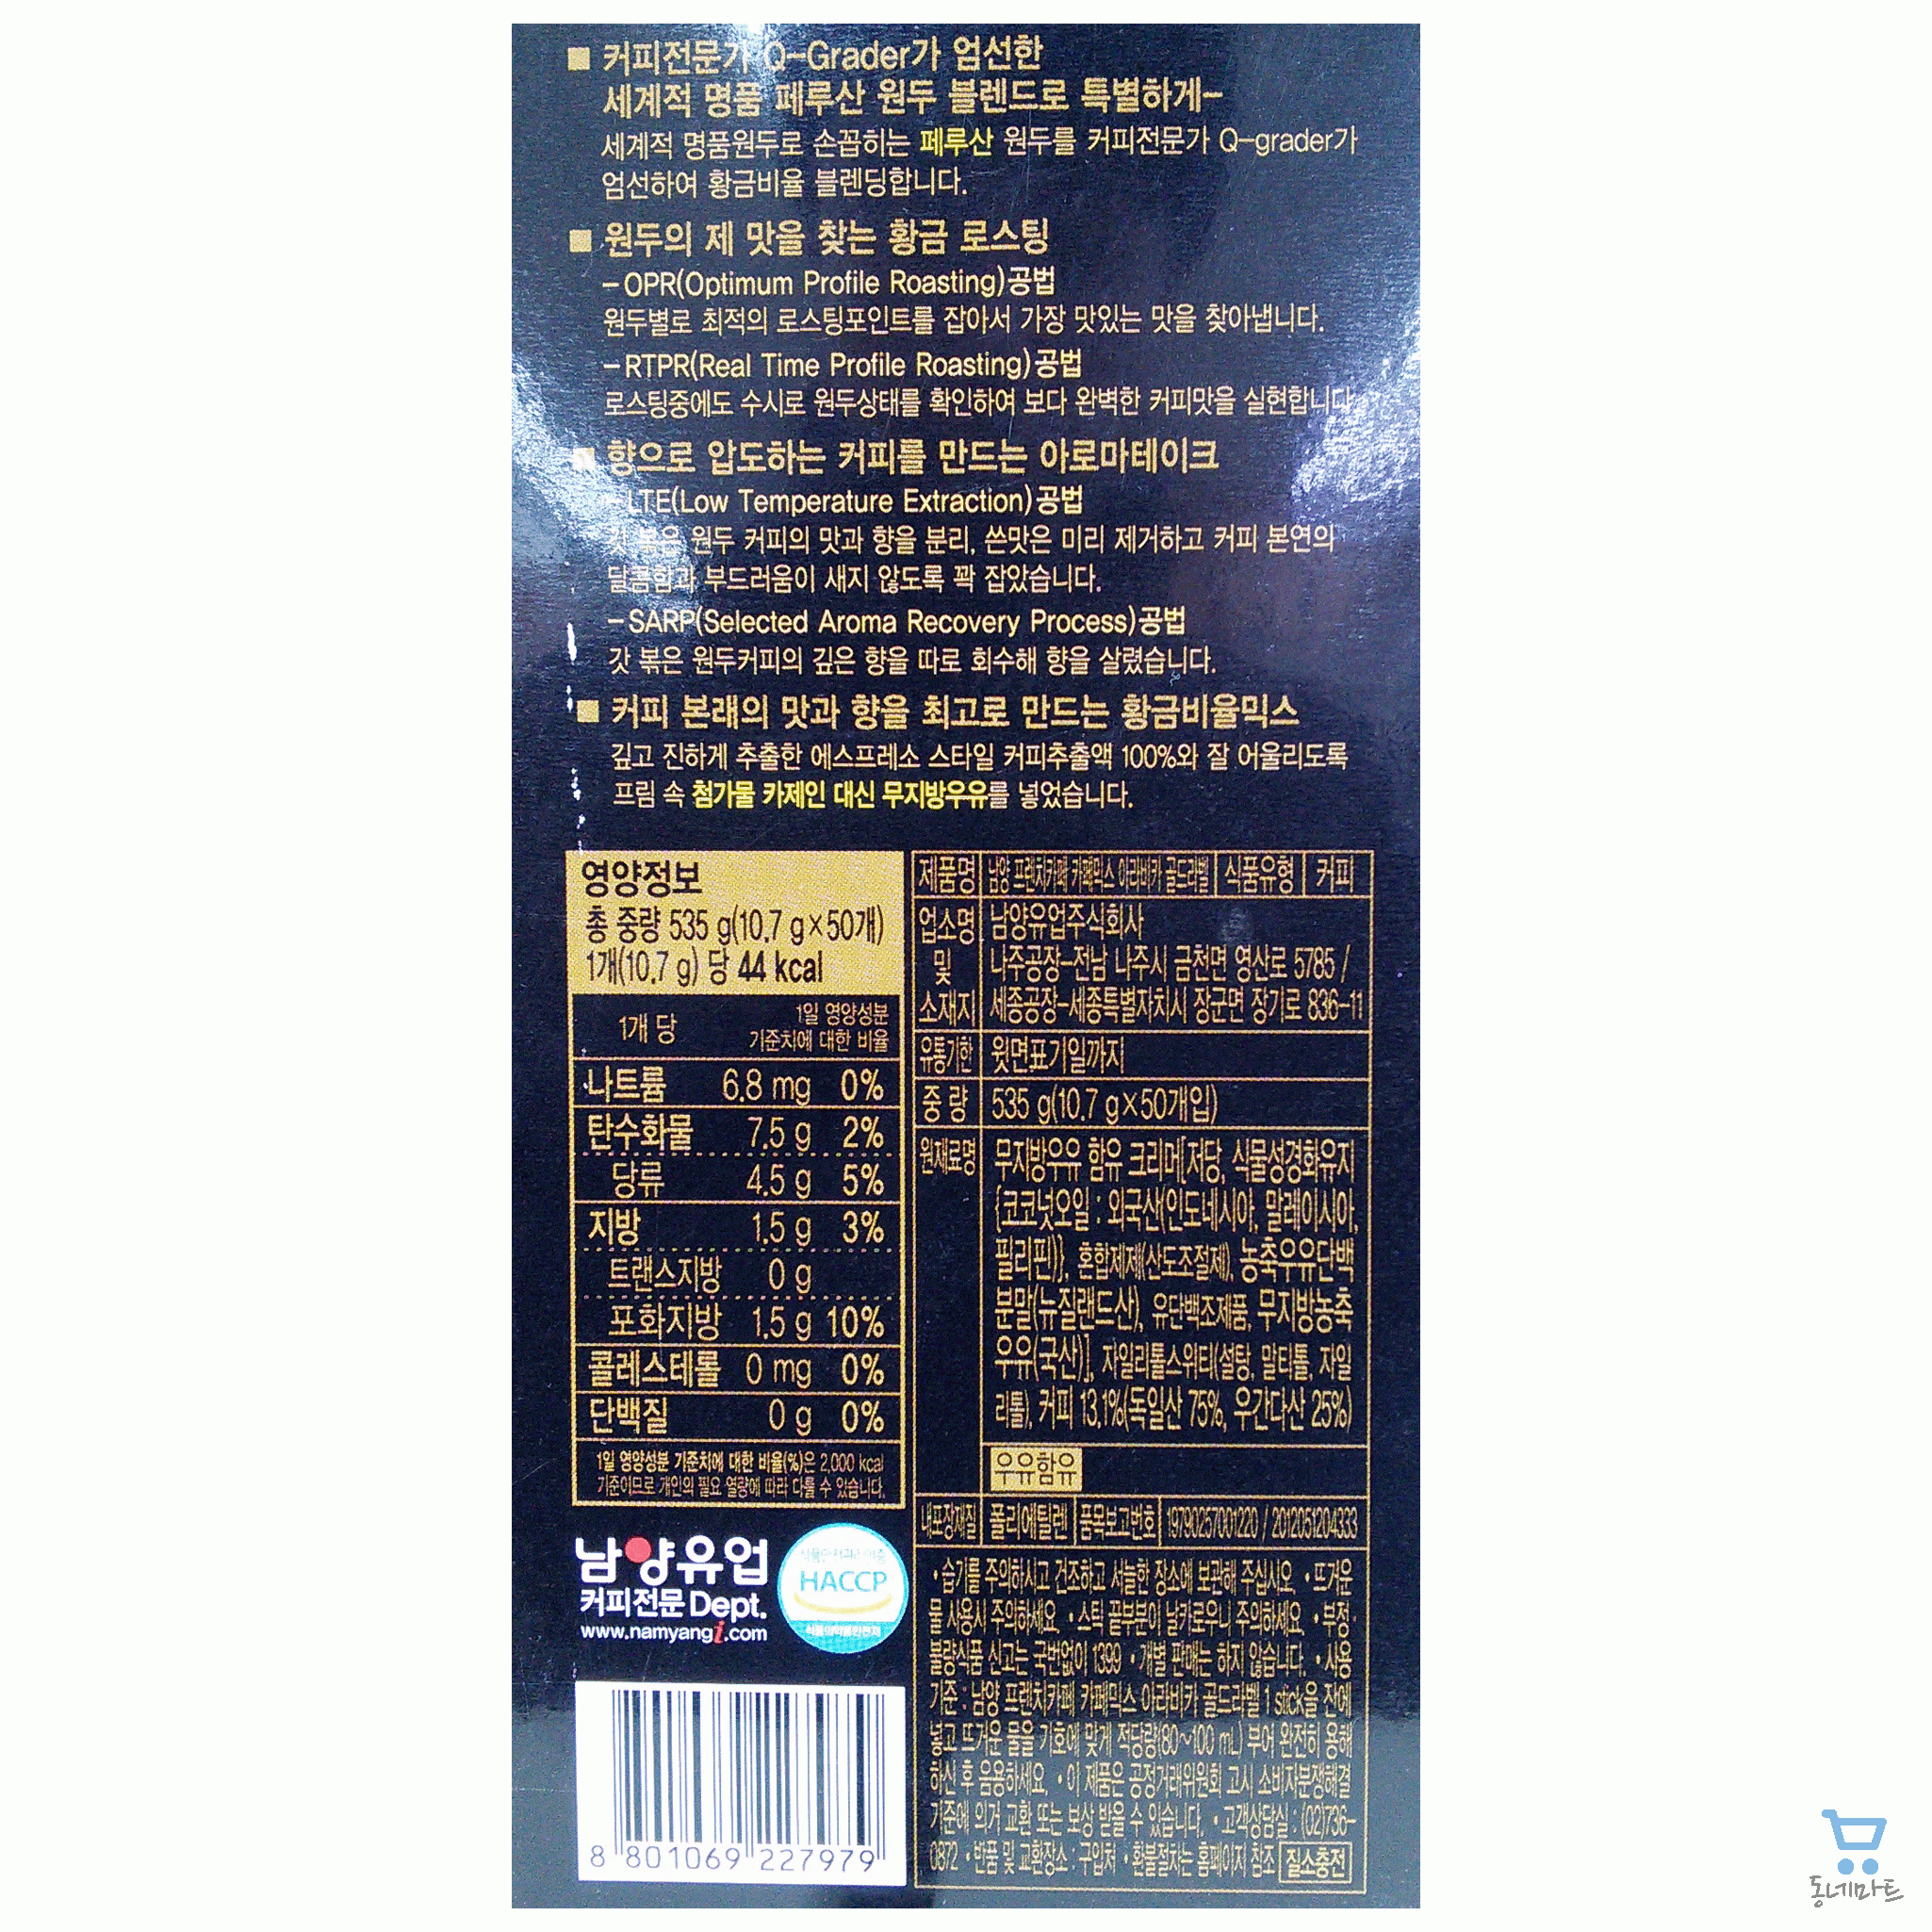 ■ 커피전문가 Q-Grader가 엄선한
세계적 명품 페루산 원두 블렌드로 특별하게-
세계적 명품원두로 손꼽히는 페루산 원두를 커피전문가 Q-grader가
엄선하여 황금비율 블렌딩합니다.
■ 원두의 제 맛을 찾는 황금 로스팅
- OPR(Optimum Profile Roasting)공법
원두별로 최적의 로스팅포인트를 잡아서 가장 맛있는 맛을 찾아냅니다.
- RTPR(Real Time Profile Roasting)공법
로스팅중에도 수시로 원두상태를 확인하여 보다 완벽한 커피맛을 실현합니다.
■ 향으로 압도하는 커피를 만드는 아로마테이크
- LTE(Low Temperature Extraction)공법
갓 볶은 원두 커피의 맛과 향을 분리, 쓴맛은 미리 제거하고 커피 본연의
달콤함과 부드러움이 새지 않도록 꽉 잡았습니다.
- SARP(Selected Aroma Recovery Process)공법
갓 볶은 원두커피의 깊은 향을 따로 회수해 향을 살렸습니다.
■ 커피 본래의 맛과 향을 최고로 만드는 황금비율믹스
깊고 진하게 추출한 에스프레소 스타일 커피추출액 100%와 잘 어울리도록
프림 속 첨가물 카제인 대신 무지방우유를 넣었습니다.
영양정보
총 중량 535 g(10.7 g×50개)
1개(10.7 g) 당 44 kcal
1개 당 1일 영양성분
기준치에 대한 비율
나트륨 6.8 mg 0%
탄수화물 7.5 g 2%
당류 4.5 g 5%
지방 1.5 g 3%
트랜스지방 0 g
포화지방 1.5 g 10%
콜레스테롤 0 mg 0%
단백질 0 g 0%
1일 영양성분 기준치에 대한 비율(%)은 2,000 kcal
기준이므로 개인의 필요 열량에 따라 다를 수 있습니다.
제품명 남양 프렌치카페 카페믹스 아라비카 골드라벨 식품유형 커피
업소명 및 소재지 남양유업주식회사
나주공장-전남 나주시 금천면 영산로 5785 /
세종공장-세종특별자치시 장군면 장기로 836-11
유통기한 윗면표기일까지
중 량 535 g(10.7 g×50개입)
원재료명 무지방우유 함유 크리머[저당, 식물성경화유지
{코코넛오일 : 외국산(인도네시아, 말레이시아,
필리핀)}, 혼합제제(산도조절제), 농축우유단백
분말(뉴질랜드산), 유단백조제품, 무지방농축
우유(국산)], 자일리톨스위티(설탕, 말티톨, 자일
리톨), 커피 13.1%(독일산 75%, 우간다산 25%)
우유함유
내포장재질 폴리에틸렌 품목보고번호 19790257001220 / 2012051204333
• 습기를 주의하시고 건조하고 서늘한 장소에 보관해 주십시오. • 뜨거운
물 사용시 주의하세요. • 스틱 끝부분이 날카로우니 주의하세요. • 부정·
불량식품 신고는 국번없이 1399 • 개별 판매는 하지 않습니다. • 사용
기준 : 남양 프렌치카페 카페믹스 아라비카 골드라벨 1 stick을 잔에
넣고 뜨거운 물을 기호에 맞게 적당량(80~100 mL) 부어 완전히 용해
하신 후 음용하세요. • 이 제품은 공정거래위원회 고시 소비자분쟁해결
기준에 의거 교환 또는 보상 받을 수 있습니다. • 고객상담실 : (02)736-
0872 • 반품 및 교환장소 : 구입처 • 환불절차는 홈페이지 참조 질소충전
남양유업
커피전문 Dept.
www.namyangi.com
HACCP
8 801069 227979
동네마트